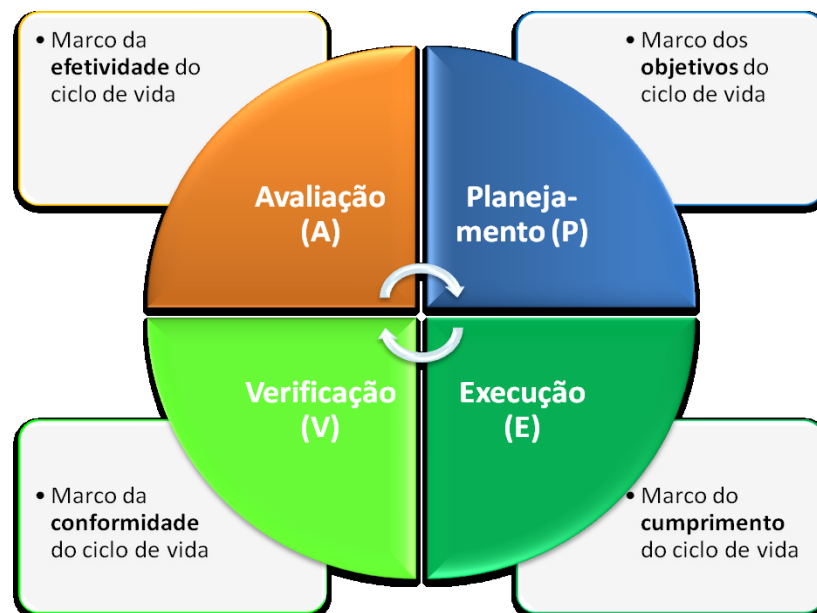 • Marco da
efetividade do
ciclo de vida
• Marco dos
objetivos do
ciclo de vida
Avaliação
(A)
Planeja-
mento (P)
Verificação
(V)
Execução
(E)
• Marco da
conformidade
do ciclo de vida
• Marco do
cumprimento
do ciclo de vida